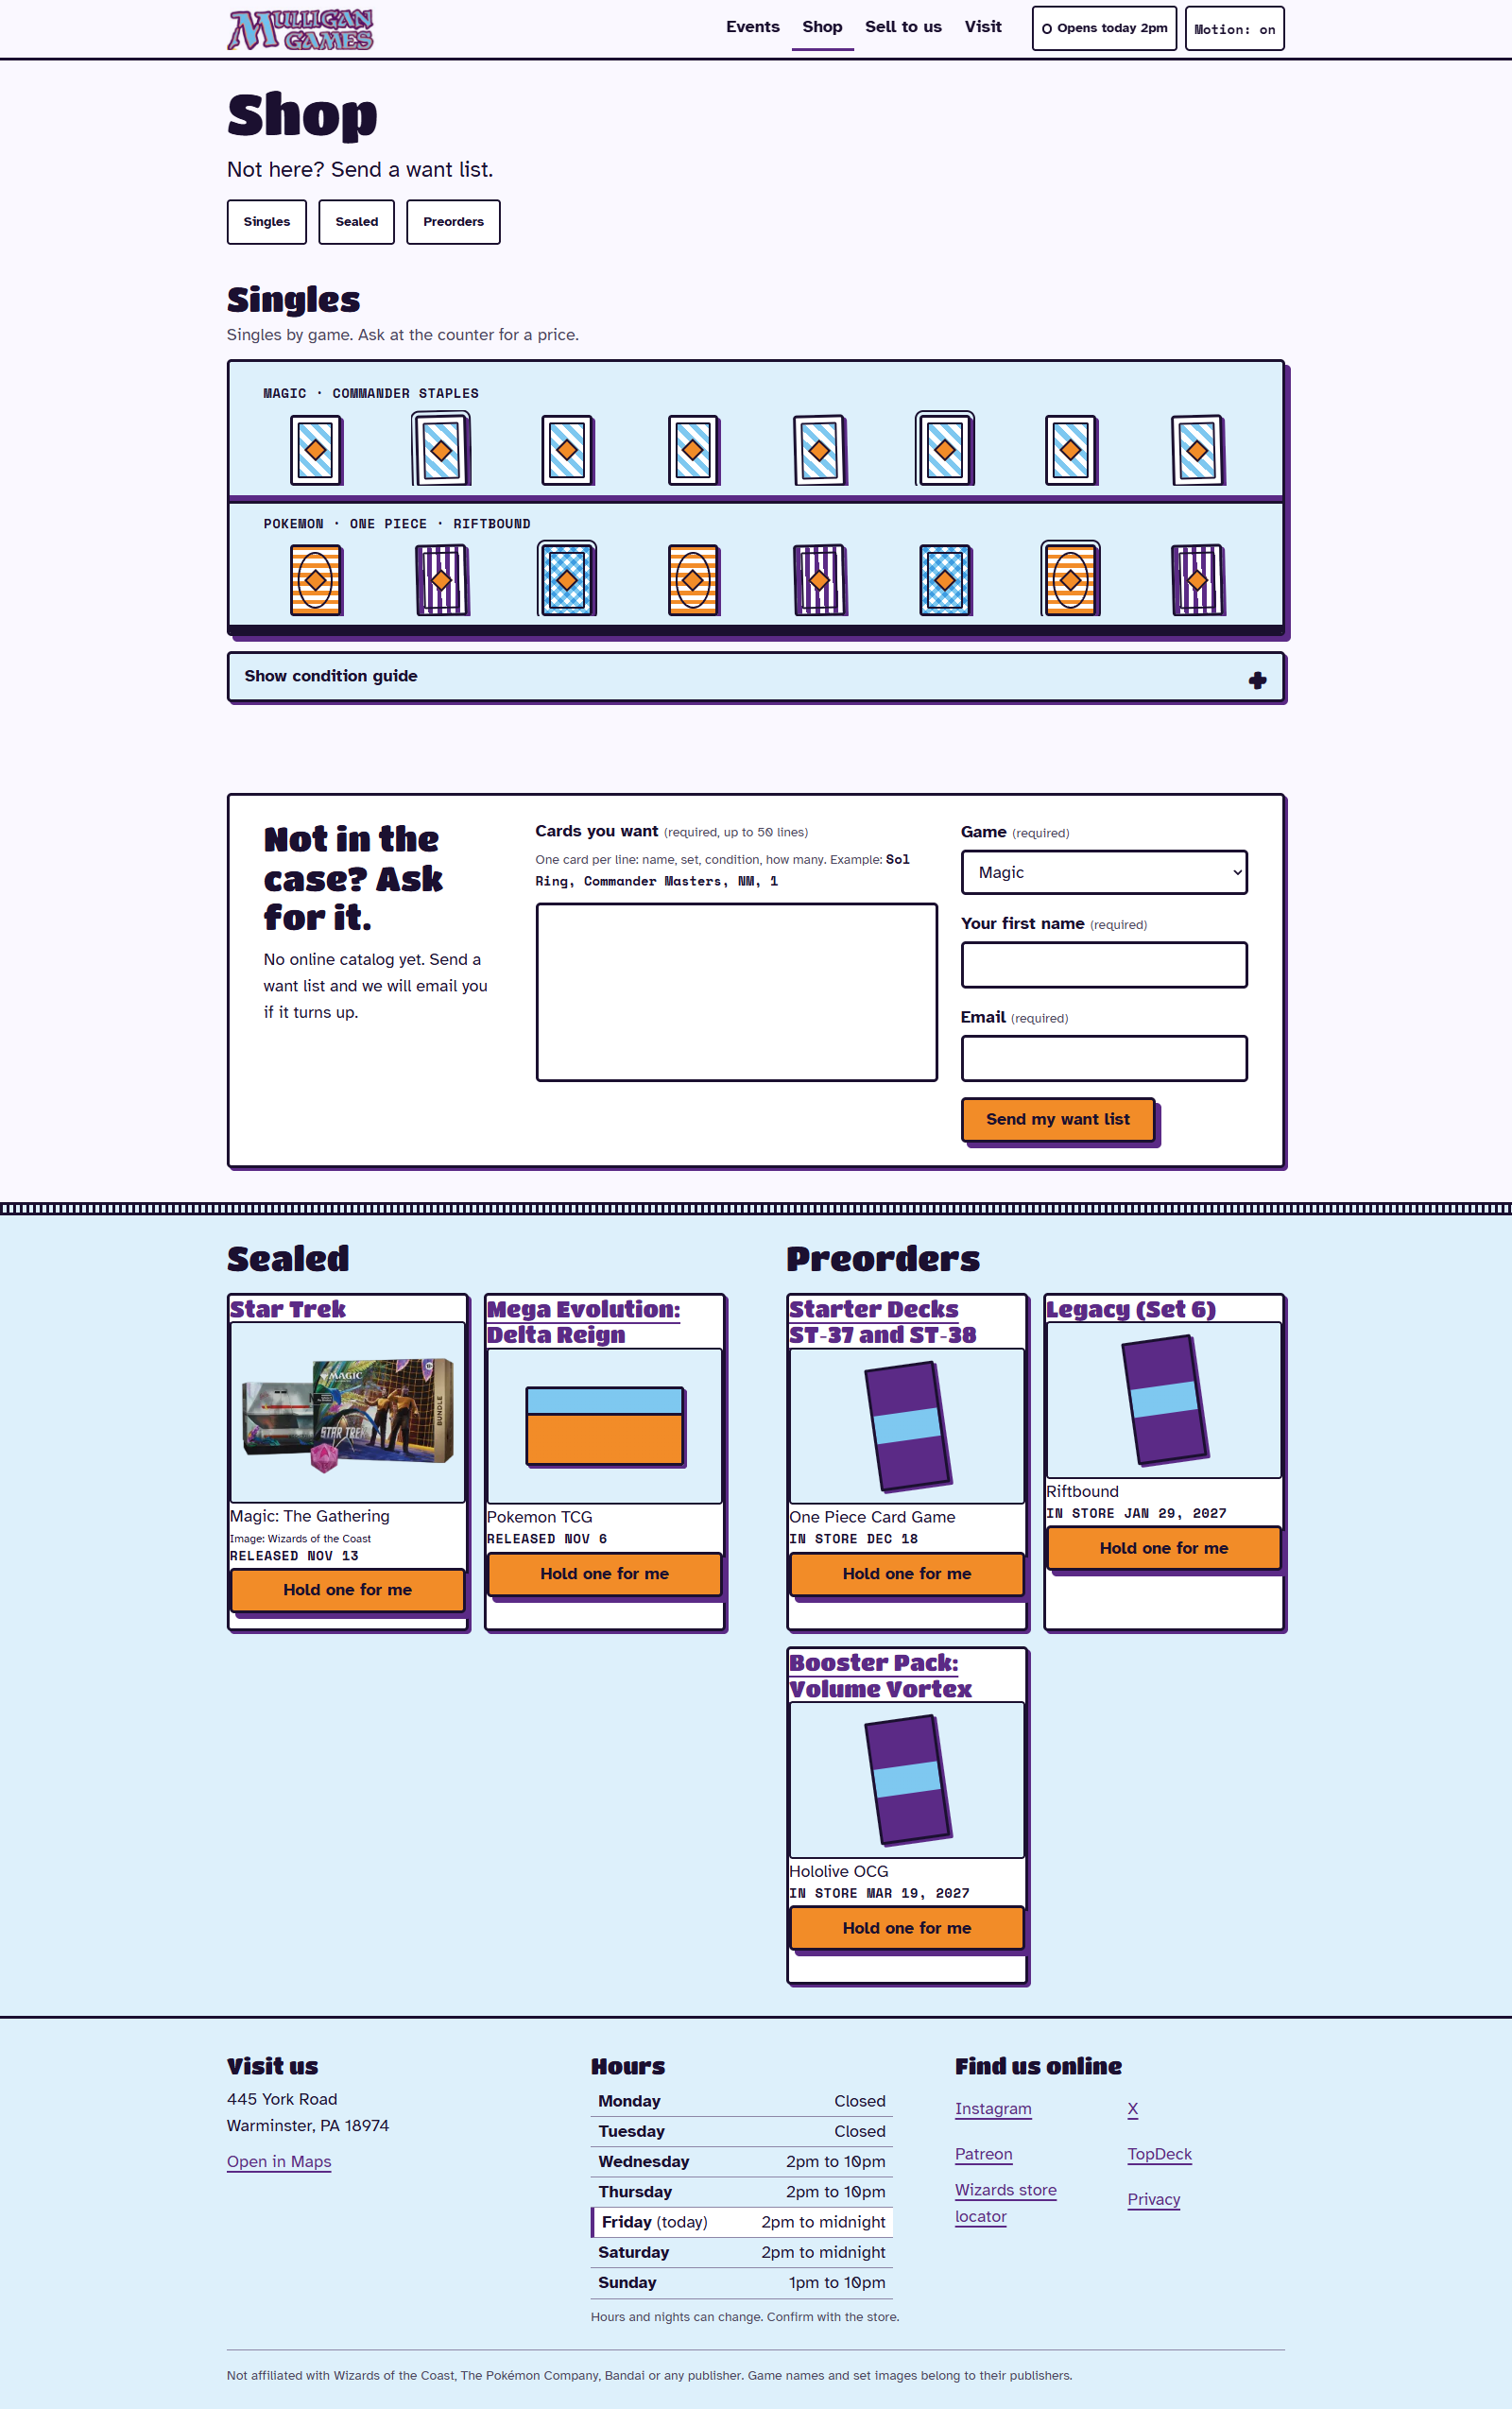 MULLIGAN GAMES
Events Shop Sell to us Visit Opens today 2pm Motion: on
Shop
Not here? Send a want list.
Singles Sealed Preorders
Singles
Singles by game. Ask at the counter for a price.
MAGIC · COMMANDER STAPLES
POKEMON · ONE PIECE · RIFTBOUND
Show condition guide
Not in the
case? Ask
for it.
No online catalog yet. Send a
want list and we will email you
if it turns up.
Cards you want (required, up to 50 lines)
One card per line: name, set, condition, how many. Example: Sol
Ring, Commander Masters, NM, 1
Game (required)
Magic
Your first name (required)
Email (required)
Send my want list
Sealed
Star Trek
MAGIC
STAR TREK
BUNDLE
Magic: The Gathering
Image: Wizards of the Coast
RELEASED NOV 13
Hold one for me
Mega Evolution:
Delta Reign
Pokemon TCG
RELEASED NOV 6
Hold one for me
Preorders
Starter Decks
ST-37 and ST-38
One Piece Card Game
IN STORE DEC 18
Hold one for me
Legacy (Set 6)
Riftbound
IN STORE JAN 29, 2027
Hold one for me
Booster Pack:
Volume Vortex
Hololive OCG
IN STORE MAR 19, 2027
Hold one for me
Visit us
445 York Road
Warminster, PA 18974
Open in Maps
Hours
Monday Closed
Tuesday Closed
Wednesday 2pm to 10pm
Thursday 2pm to 10pm
Friday (today) 2pm to midnight
Saturday 2pm to midnight
Sunday 1pm to 10pm
Hours and nights can change. Confirm with the store.
Find us online
Instagram X
Patreon TopDeck
Wizards store
locator
Privacy
Not affiliated with Wizards of the Coast, The Pokémon Company, Bandai or any publisher. Game names and set images belong to their publishers.